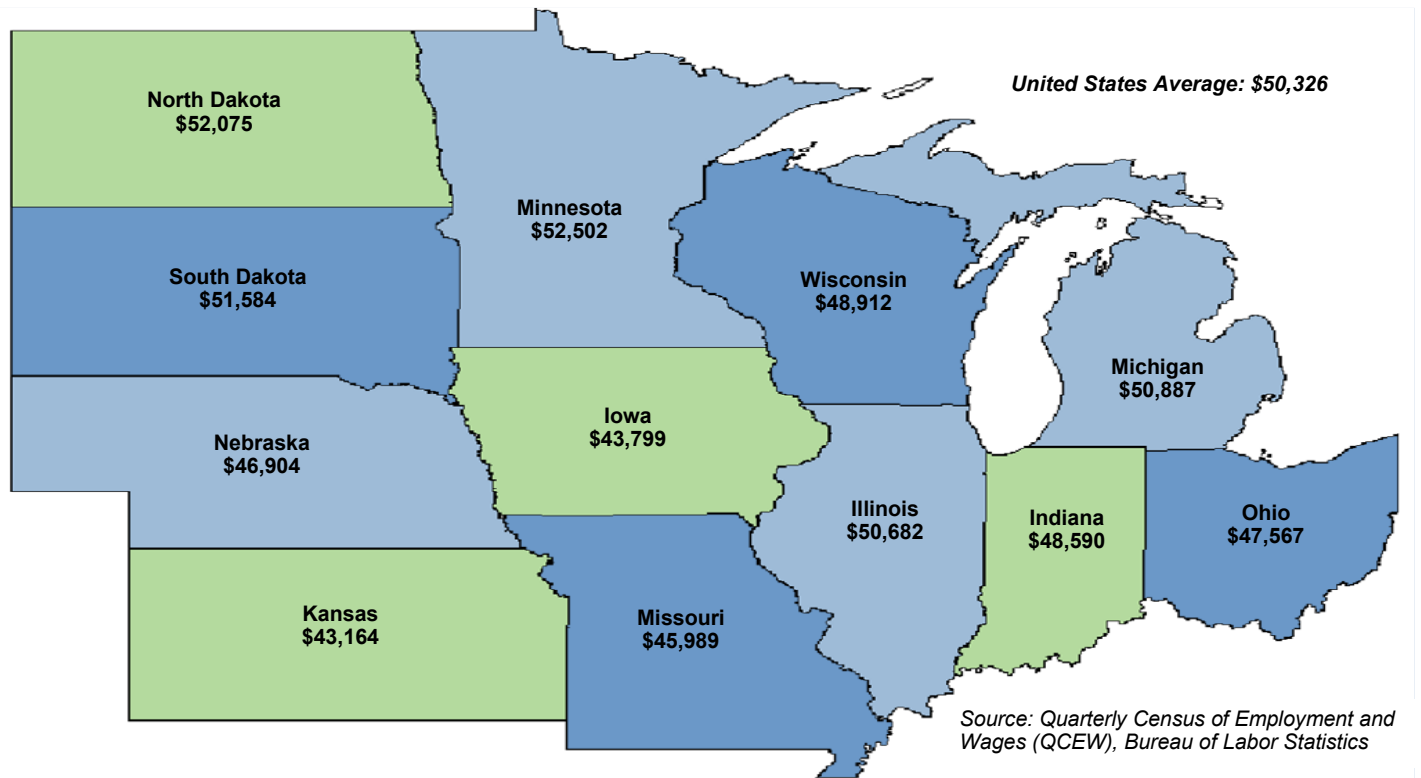 United States Average: $50,326
North Dakota
$52,075
Minnesota
$52,502
South Dakota
$51,584
Wisconsin
$48,912
Michigan
$50,887
Nebraska
$46,904
Iowa
$43,799
Illinois
$50,682
Indiana
$48,590
Ohio
$47,567
Kansas
$43,164
Missouri
$45,989
Source: Quarterly Census of Employment and
Wages (QCEW), Bureau of Labor Statistics